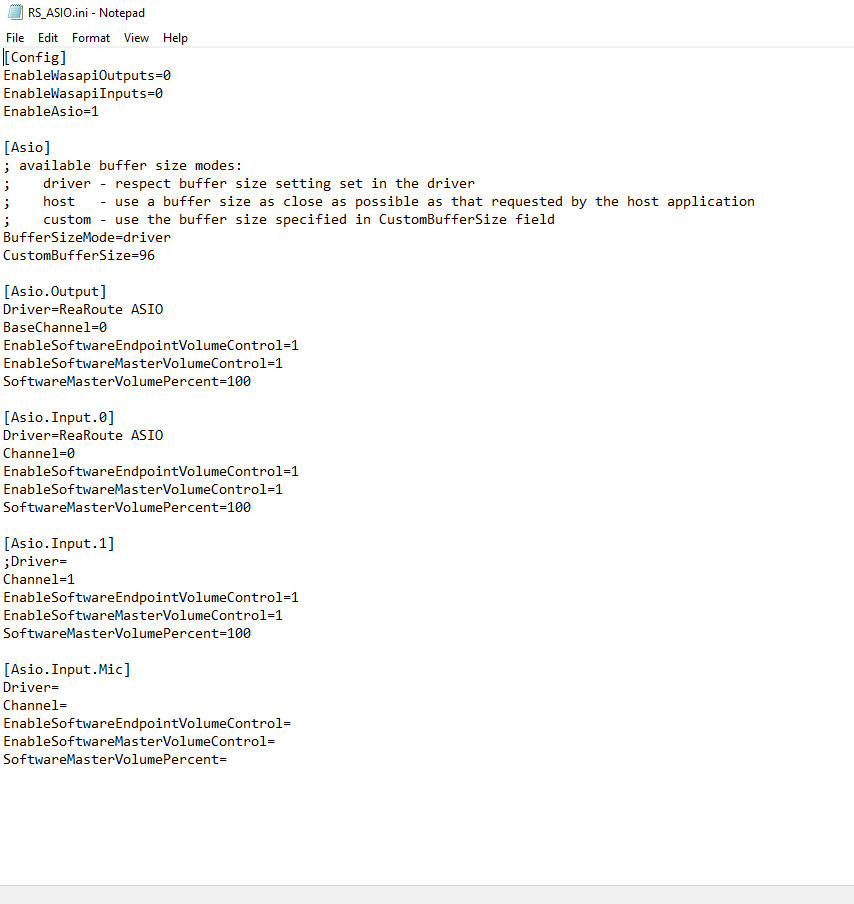 RS_ASIO.ini - Notepad
File Edit Format View Help
[Config]
EnableWasapiOutputs=0
EnableWasapiInputs=0
EnableAsio=1

[Asio]
; available buffer size modes:
;    driver - respect buffer size setting set in the driver
;    host   - use a buffer size as close as possible as that requested by the host application
;    custom - use the buffer size specified in CustomBufferSize field
BufferSizeMode=driver
CustomBufferSize=96

[Asio.Output]
Driver=ReaRoute ASIO
BaseChannel=0
EnableSoftwareEndpointVolumeControl=1
EnableSoftwareMasterVolumeControl=1
SoftwareMasterVolumePercent=100

[Asio.Input.0]
Driver=ReaRoute ASIO
Channel=0
EnableSoftwareEndpointVolumeControl=1
EnableSoftwareMasterVolumeControl=1
SoftwareMasterVolumePercent=100

[Asio.Input.1]
;Driver=
Channel=1
EnableSoftwareEndpointVolumeControl=1
EnableSoftwareMasterVolumeControl=1
SoftwareMasterVolumePercent=100

[Asio.Input.Mic]
Driver=
Channel=
EnableSoftwareEndpointVolumeControl=
EnableSoftwareMasterVolumeControl=
SoftwareMasterVolumePercent=